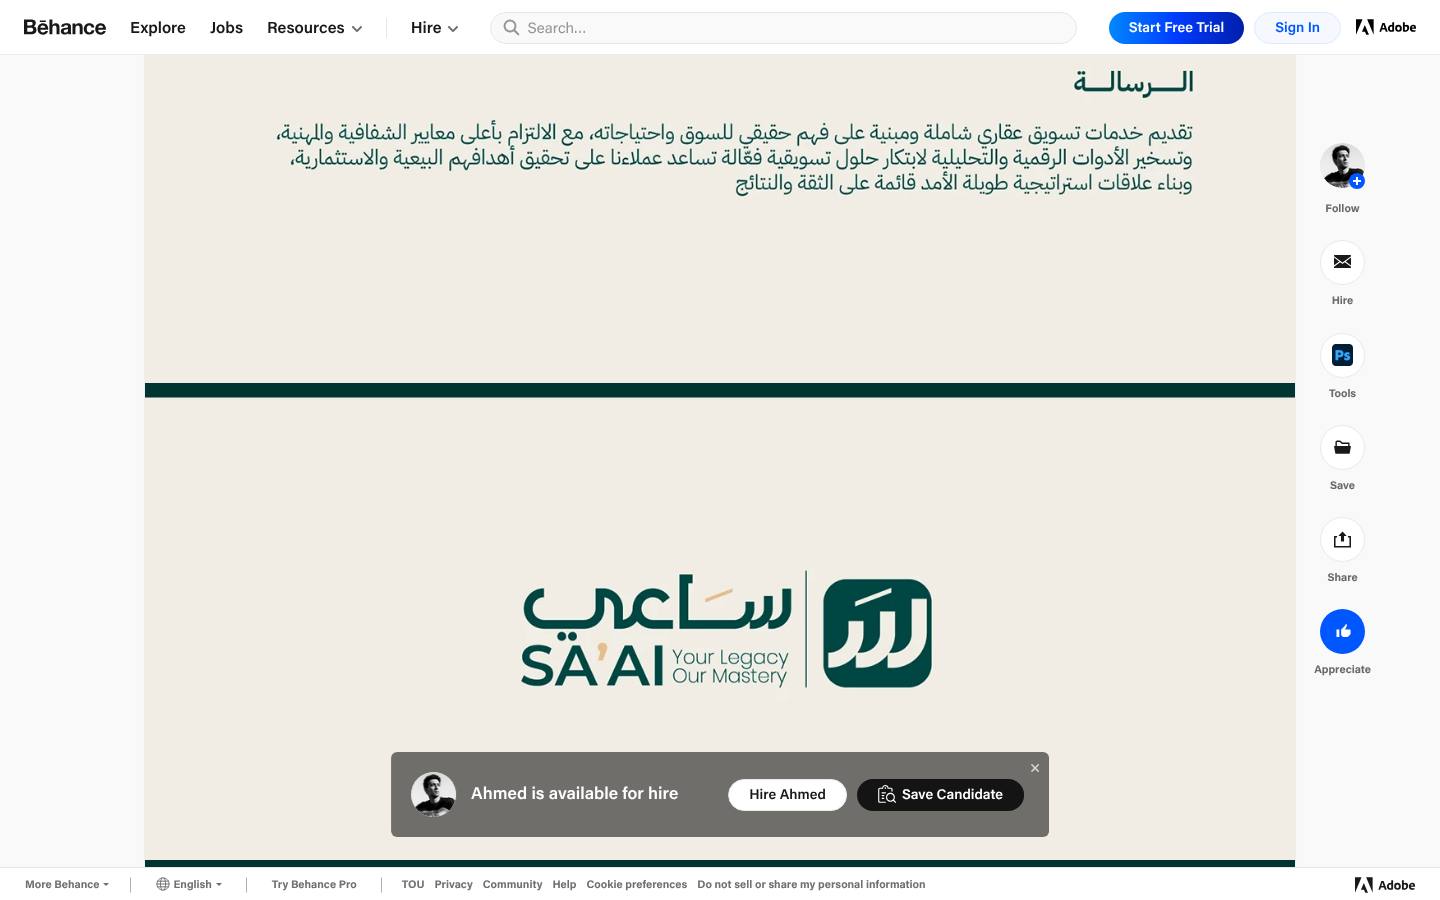 Bēhance
Explore
Jobs
Resources
Hire
Search...
Start Free Trial
Sign In
Adobe
الـــرسالــة
تقديم خدمات تسويق عقاري شاملة ومبنية على فهم حقيقي للسوق واحتياجاته، مع الالتزام بأعلى معايير الشفافية والمهنية،
وتسخير الأدوات الرقمية والتحليلية لابتكار حلول تسويقية فعّالة تساعد عملاءنا على تحقيق أهدافهم البيعية والاستثمارية،
وبناء علاقات استراتيجية طويلة الأمد قائمة على الثقة والنتائج
Follow
Hire
Ps
Tools
Save
Share
Appreciate
ساعي
SA'AI
Your Legacy
Our Mastery
Ahmed is available for hire
Hire Ahmed
Save Candidate
More Behance
English
Try Behance Pro
TOU
Privacy
Community
Help
Cookie preferences
Do not sell or share my personal information
Adobe